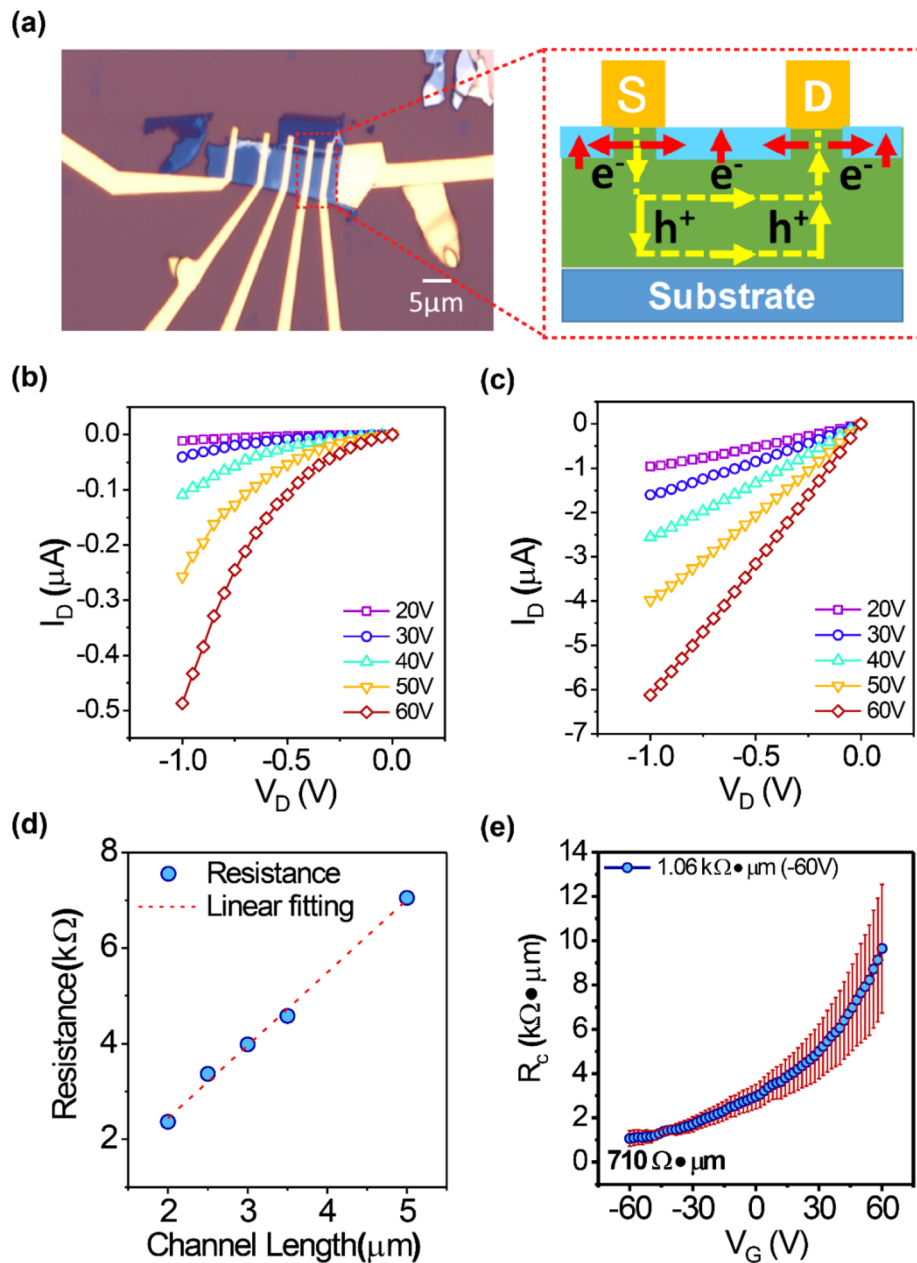 (a)
5μm
S
D
e⁻
e⁻
e⁻
h⁺
h⁺
Substrate
(b)
0.0
-0.1
-0.2
-0.3
-0.4
-0.5
I_D (μA)
20V
30V
40V
50V
60V
-1.0
-0.5
0.0
V_D (V)
(c)
0
-1
-2
-3
-4
-5
-6
-7
I_D (μA)
20V
30V
40V
50V
60V
-1.0
-0.5
0.0
V_D (V)
(d)
8
6
4
2
Resistance(kΩ)
Resistance
Linear fitting
2
3
4
5
Channel Length(μm)
(e)
14
12
10
8
6
4
2
0
R_c (kΩ•μm)
1.06 kΩ•μm (-60V)
710 Ω•μm
-60
-30
0
30
60
V_G (V)